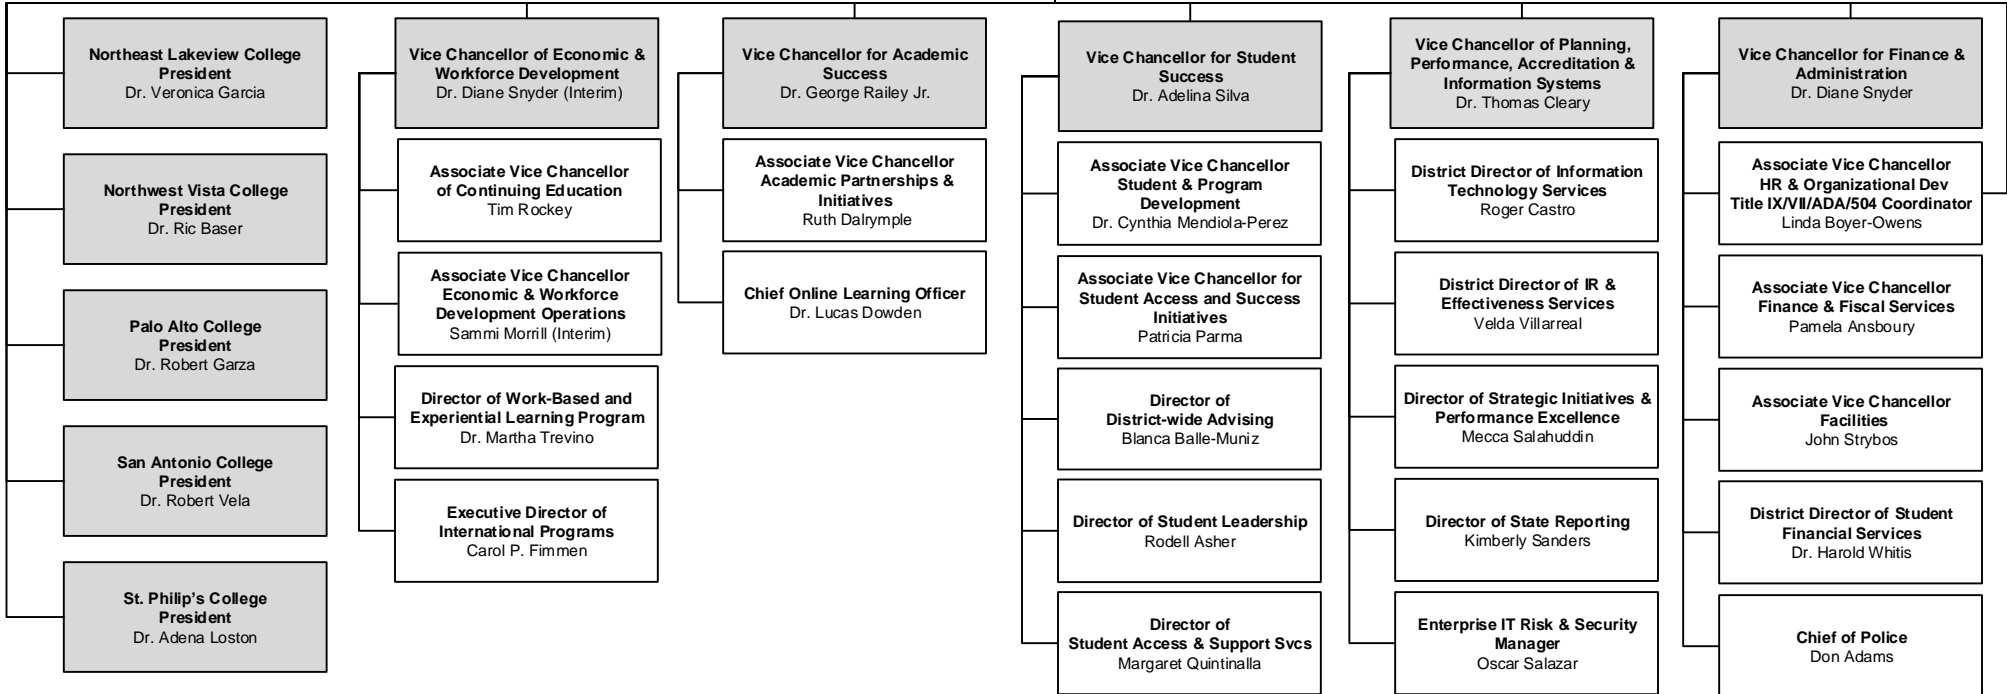 Northeast Lakeview College
President
Dr. Veronica Garcia
Northwest Vista College
President
Dr. Ric Baser
Palo Alto College
President
Dr. Robert Garza
San Antonio College
President
Dr. Robert Vela
St. Philip’s College
President
Dr. Adena Loston
Vice Chancellor of Economic &
Workforce Development
Dr. Diane Snyder (Interim)
Associate Vice Chancellor
of Continuing Education
Tim Rockey
Associate Vice Chancellor
Economic & Workforce
Development Operations
Sammi Morrill (Interim)
Director of Work-Based and
Experiential Learning Program
Dr. Martha Trevino
Executive Director of
International Programs
Carol P. Fimmen
Vice Chancellor for Academic
Success
Dr. George Railey Jr.
Associate Vice Chancellor
Academic Partnerships &
Initiatives
Ruth Dalrymple
Chief Online Learning Officer
Dr. Lucas Dowden
Vice Chancellor for Student
Success
Dr. Adelina Silva
Associate Vice Chancellor
Student & Program
Development
Dr. Cynthia Mendiola-Perez
Associate Vice Chancellor for
Student Access and Success
Initiatives
Patricia Parma
Director of
District-wide Advising
Blanca Balle-Muniz
Director of Student Leadership
Rodell Asher
Director of
Student Access & Support Svcs
Margaret Quintinalla
Vice Chancellor of Planning,
Performance, Accreditation &
Information Systems
Dr. Thomas Cleary
District Director of Information
Technology Services
Roger Castro
District Director of IR &
Effectiveness Services
Velda Villarreal
Director of Strategic Initiatives &
Performance Excellence
Mecca Salahuddin
Director of State Reporting
Kimberly Sanders
Enterprise IT Risk & Security
Manager
Oscar Salazar
Vice Chancellor for Finance &
Administration
Dr. Diane Snyder
Associate Vice Chancellor
HR & Organizational Dev
Title IX/VII/ADA/504 Coordinator
Linda Boyer-Owens
Associate Vice Chancellor
Finance & Fiscal Services
Pamela Ansboury
Associate Vice Chancellor
Facilities
John Strybos
District Director of Student
Financial Services
Dr. Harold Whitis
Chief of Police
Don Adams